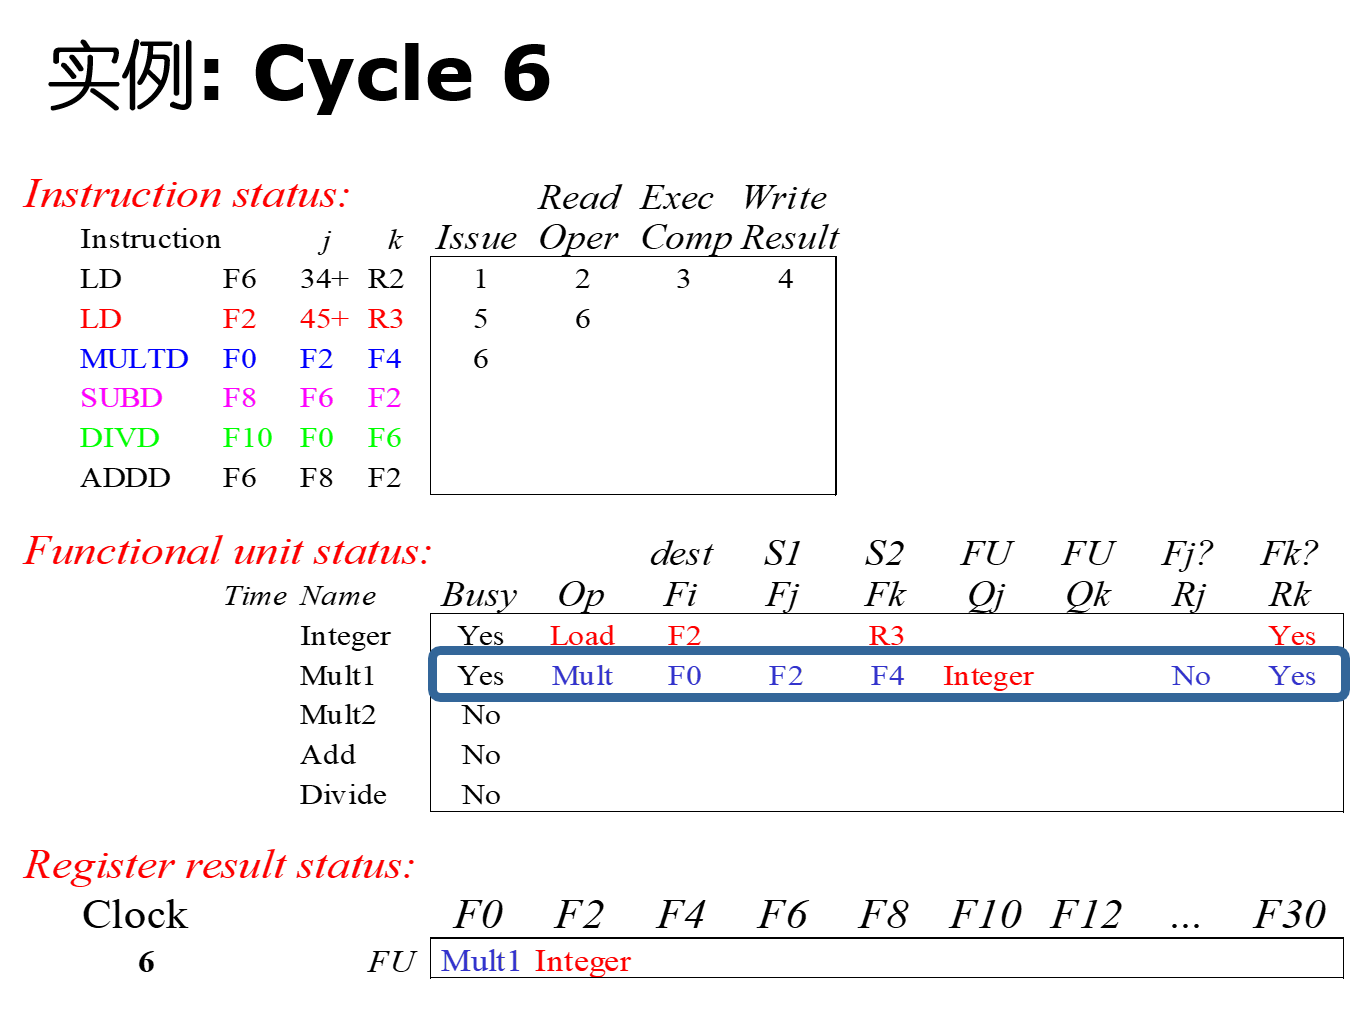 实例: Cycle 6
Instruction status:
Read Exec Write
Instruction j k Issue Oper Comp Result
LD F6 34+ R2 1 2 3 4
LD F2 45+ R3 5 6
MULTD F0 F2 F4 6
SUBD F8 F6 F2
DIVD F10 F0 F6
ADDD F6 F8 F2
Functional unit status:
dest S1 S2 FU FU Fj? Fk?
Time Name Busy Op Fi Fj Fk Qj Qk Rj Rk
Integer Yes Load F2 R3 Yes
Mult1 Yes Mult F0 F2 F4 Integer No Yes
Mult2 No
Add No
Divide No
Register result status:
Clock F0 F2 F4 F6 F8 F10 F12 ... F30
6 FU Mult1 Integer